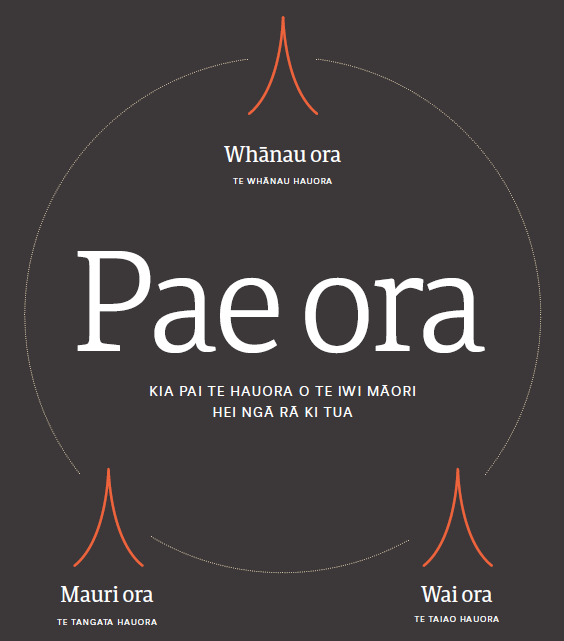 Whānau ora
TE WHĀNAU HAUORA
Pae ora
KIA PAI TE HAUORA O TE IWI MĀORI
HEI NGĀ RĀ KI TUA
Mauri ora
TE TANGATA HAUORA
Wai ora
TE TAIAO HAUORA